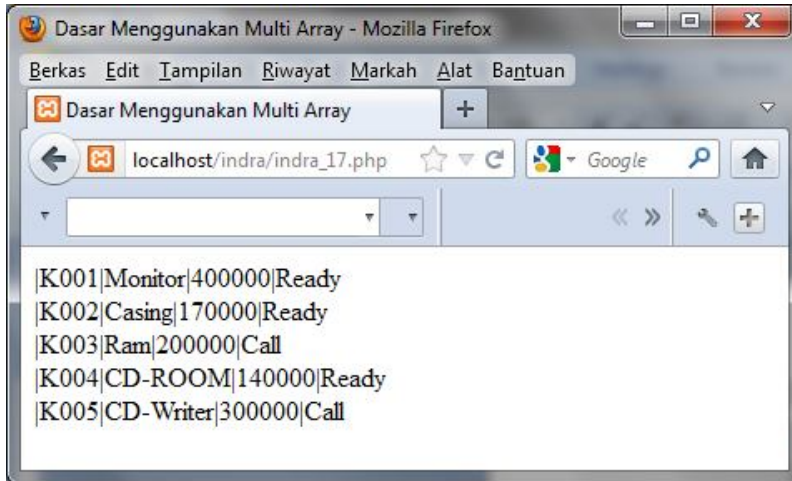 Dasar Menggunakan Multi Array - Mozilla Firefox
Berkas Edit Tampilan Riwayat Markah Alat Bantuan
Dasar Menggunakan Multi Array
localhost/indra/indra_17.php Google
|K001|Monitor|400000|Ready
|K002|Casing|170000|Ready
|K003|Ram|200000|Call
|K004|CD-ROOM|140000|Ready
|K005|CD-Writer|300000|Call